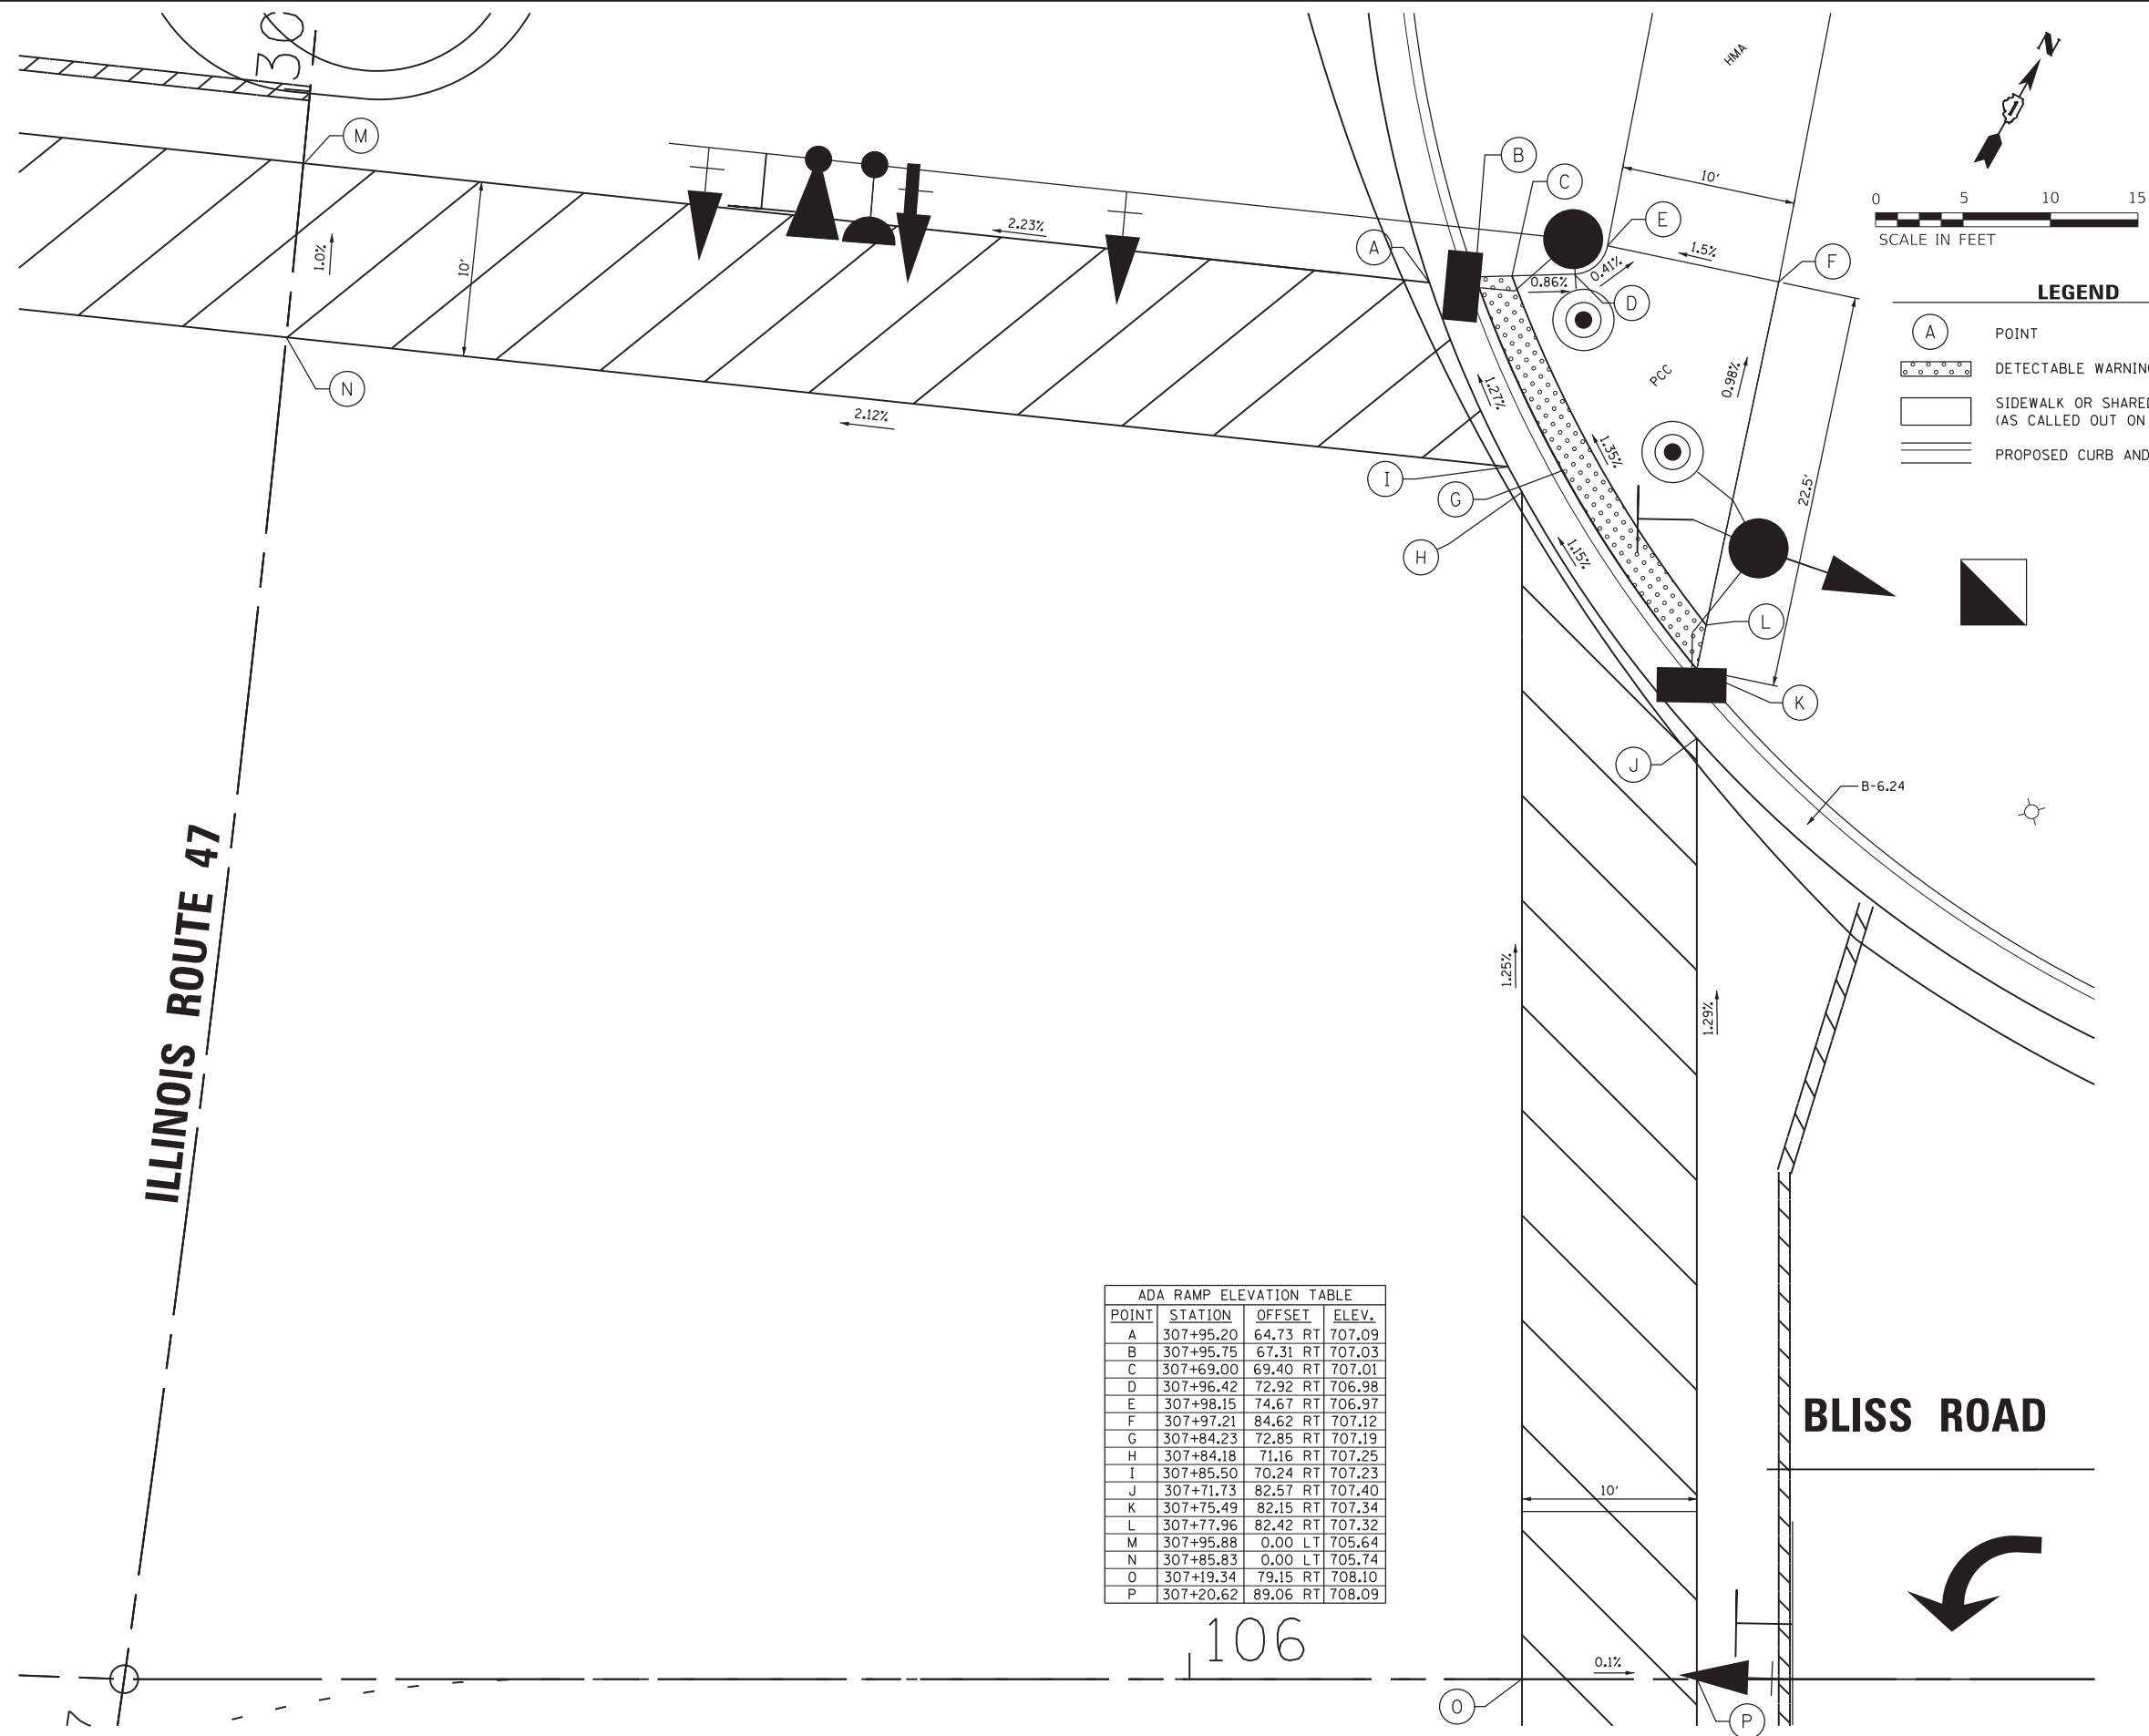 30
M
B
C
A
E
D
F
HMA
10'
1.5%
N
0 5 10 15
SCALE IN FEET
LEGEND
A POINT
DETECTABLE WARNING
SIDEWALK OR SHARED
(AS CALLED OUT ON
PROPOSED CURB AND
1.0%
10'
2.23%
0.86%
0.41%
N
2.12%
1.27%
1.35%
PCC
0.98%
22.5'
I
G
H
1.15%
L
K
J
B-6.24
ILLINOIS ROUTE 47
1.25%
1.29%
ADA RAMP ELEVATION TABLE
POINT STATION OFFSET ELEV.
A 307+95.20 64.73 RT 707.09
B 307+95.75 67.31 RT 707.03
C 307+69.00 69.40 RT 707.01
D 307+96.42 72.92 RT 706.98
E 307+98.15 74.67 RT 706.97
F 307+97.21 84.62 RT 707.12
G 307+84.23 72.85 RT 707.19
H 307+84.18 71.16 RT 707.25
I 307+85.50 70.24 RT 707.23
J 307+71.73 82.57 RT 707.40
K 307+75.49 82.15 RT 707.34
L 307+77.96 82.42 RT 707.32
M 307+95.88 0.00 LT 705.64
N 307+85.83 0.00 LT 705.74
O 307+19.34 79.15 RT 708.10
P 307+20.62 89.06 RT 708.09
BLISS ROAD
10'
106
0.1%
O
P
7